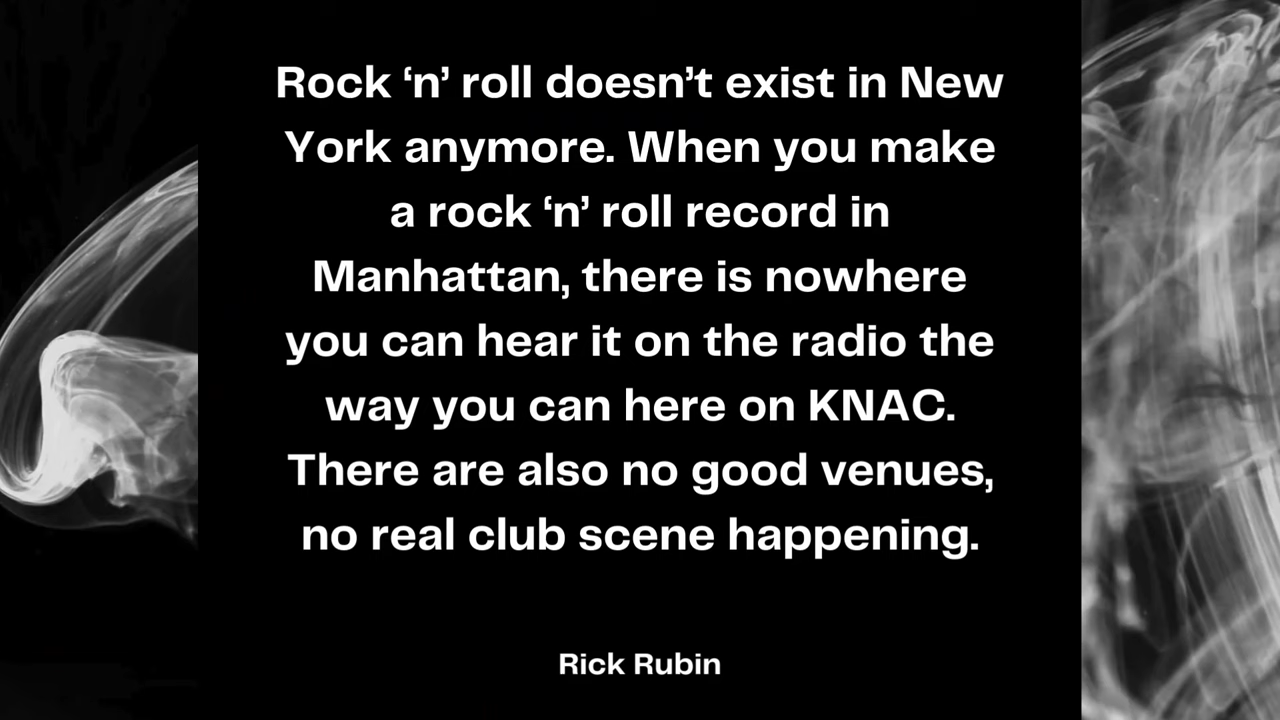 Rock ‘n’ roll doesn’t exist in New
York anymore. When you make
a rock ‘n’ roll record in
Manhattan, there is nowhere
you can hear it on the radio the
way you can here on KNAC.
There are also no good venues,
no real club scene happening.
Rick Rubin